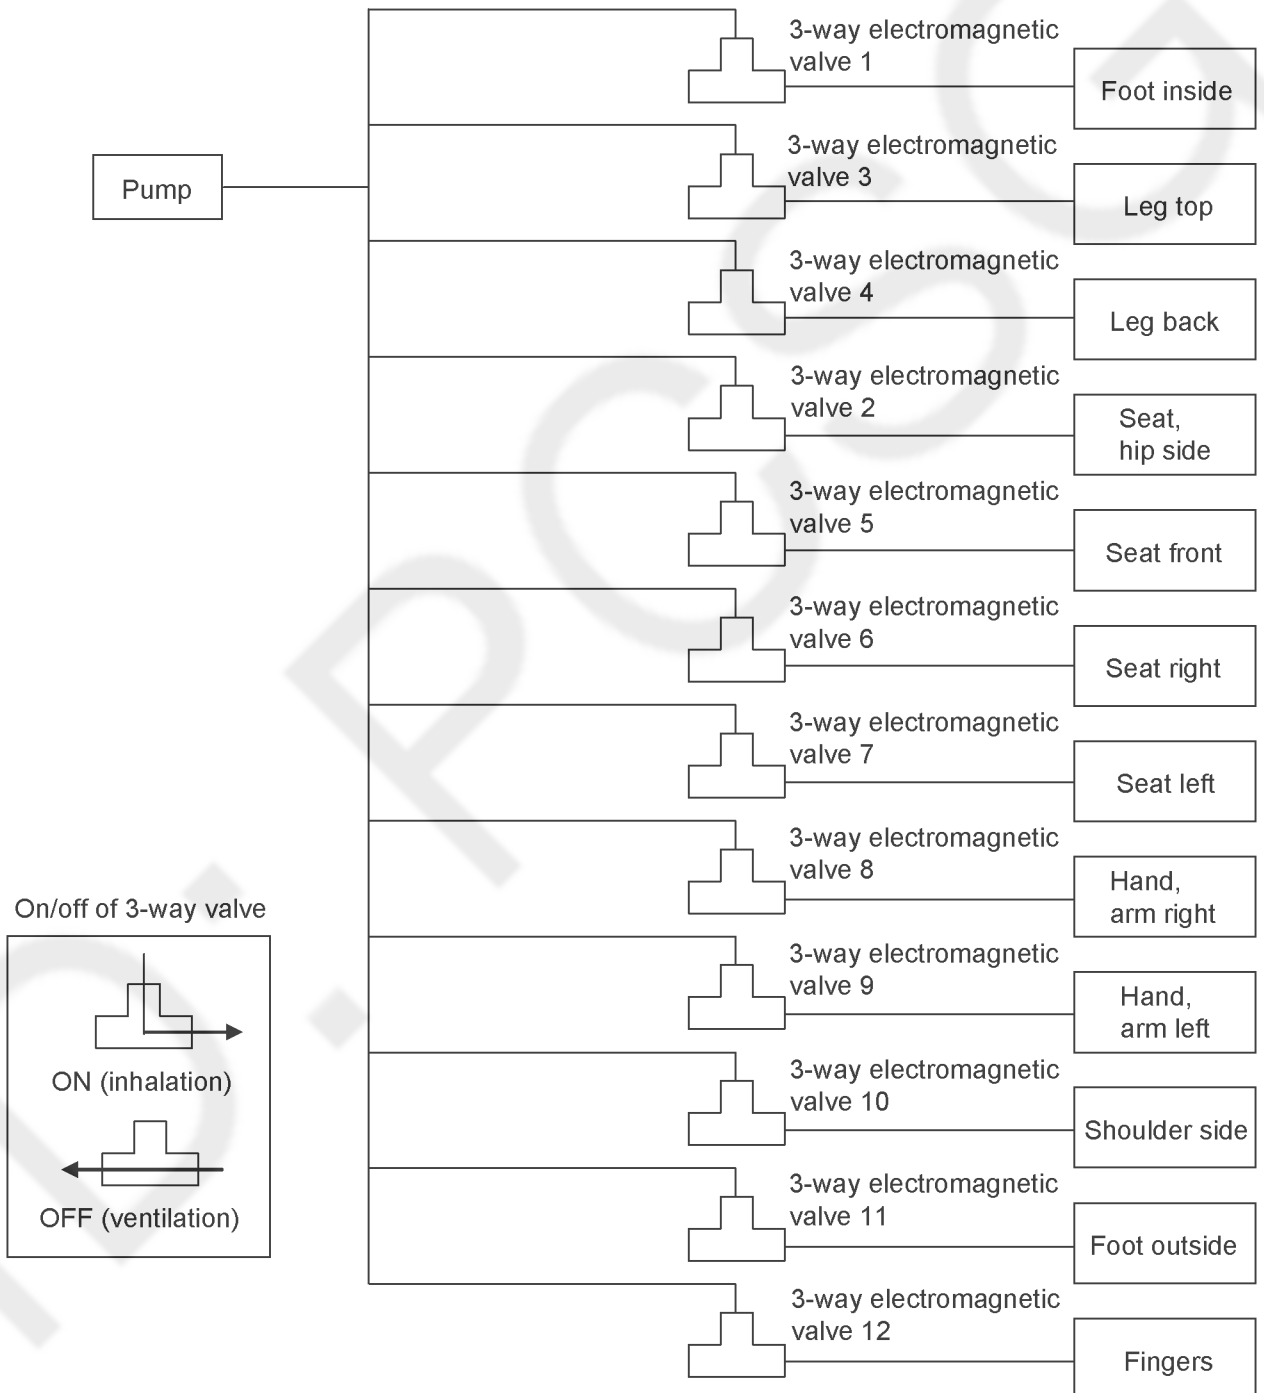 3-way electromagnetic
valve 1
Foot inside
3-way electromagnetic
valve 3
Pump
Leg top
3-way electromagnetic
valve 4
Leg back
3-way electromagnetic
valve 2
Seat,
hip side
3-way electromagnetic
valve 5
Seat front
3-way electromagnetic
valve 6
Seat right
3-way electromagnetic
valve 7
Seat left
3-way electromagnetic
valve 8
Hand,
arm right
On/off of 3-way valve
ON (inhalation)
OFF (ventilation)
3-way electromagnetic
valve 9
Hand,
arm left
3-way electromagnetic
valve 10
Shoulder side
3-way electromagnetic
valve 11
Foot outside
3-way electromagnetic
valve 12
Fingers